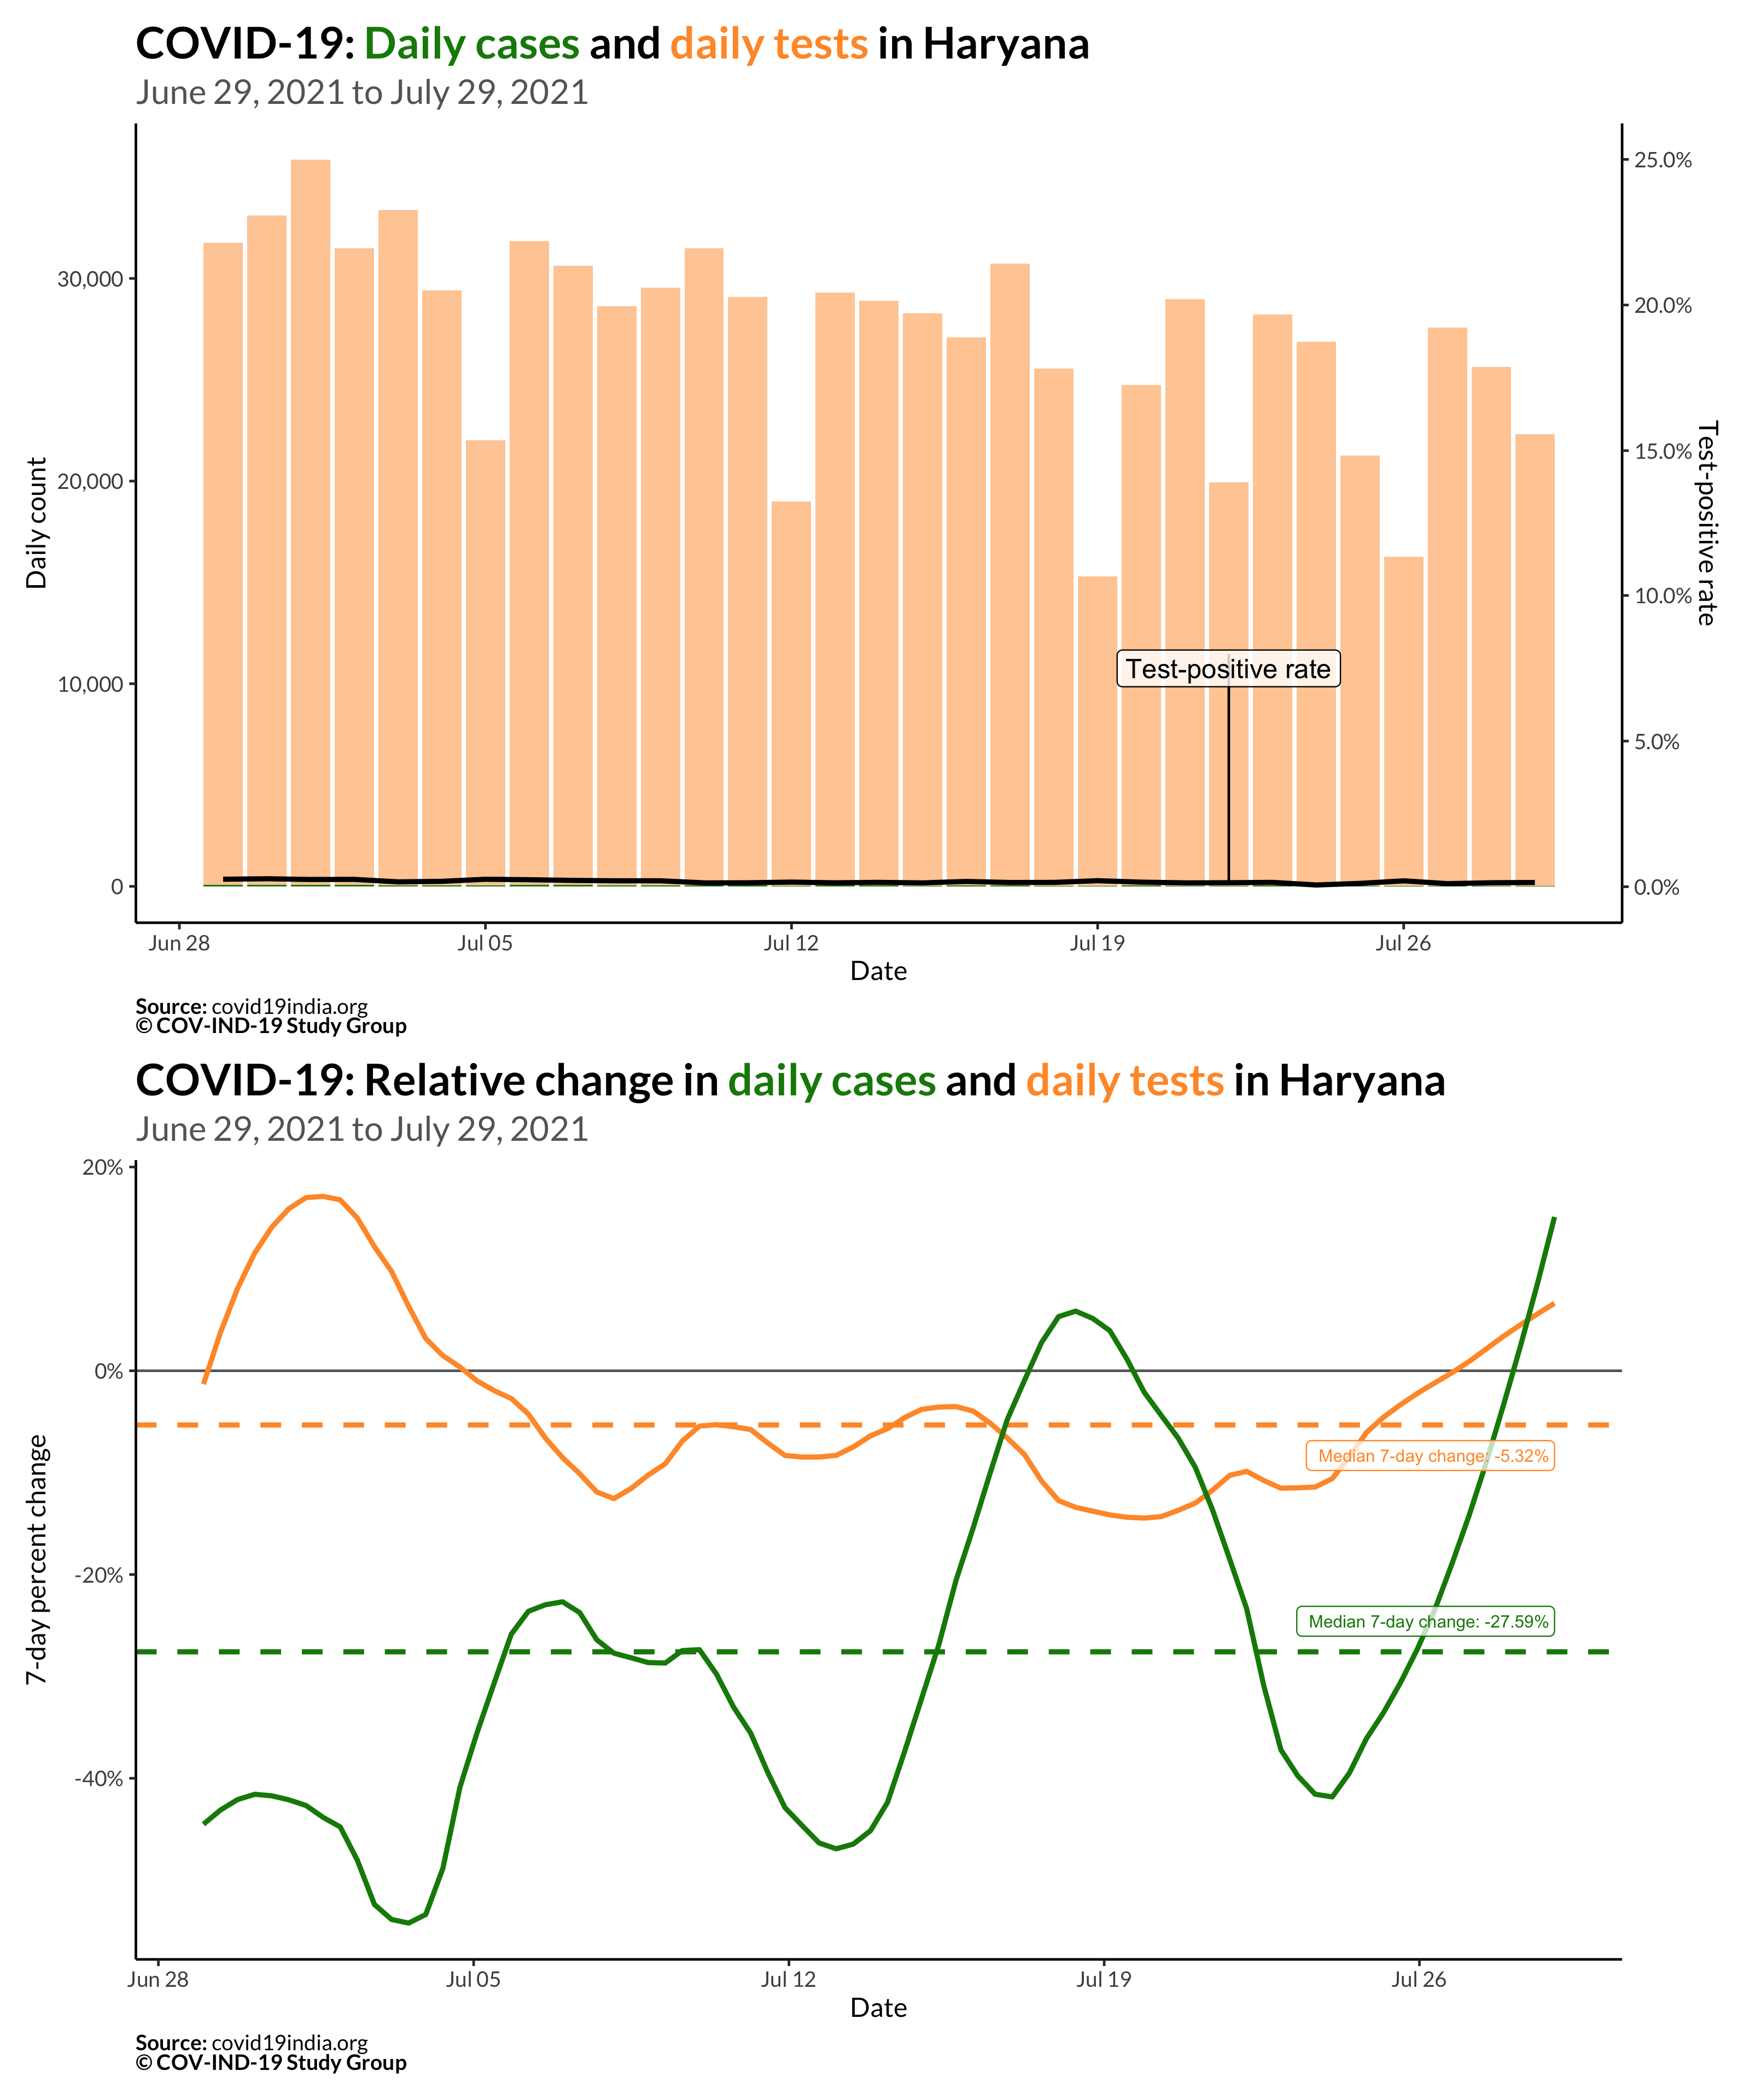 COVID-19: Daily cases and daily tests in Haryana
June 29, 2021 to July 29, 2021
25.0%
30,000
20.0%
20,000
15.0%
10.0%
10,000
5.0%
0
0.0%
Daily count
Test-positive rate
Test-positive rate
Jun 28
Jul 05
Jul 12
Jul 19
Jul 26
Date
Source: covid19india.org
© COV-IND-19 Study Group
COVID-19: Relative change in daily cases and daily tests in Haryana
June 29, 2021 to July 29, 2021
20%
0%
-20%
-40%
7-day percent change
Median 7-day change: -5.32%
Median 7-day change: -27.59%
Jun 28
Jul 05
Jul 12
Jul 19
Jul 26
Date
Source: covid19india.org
© COV-IND-19 Study Group